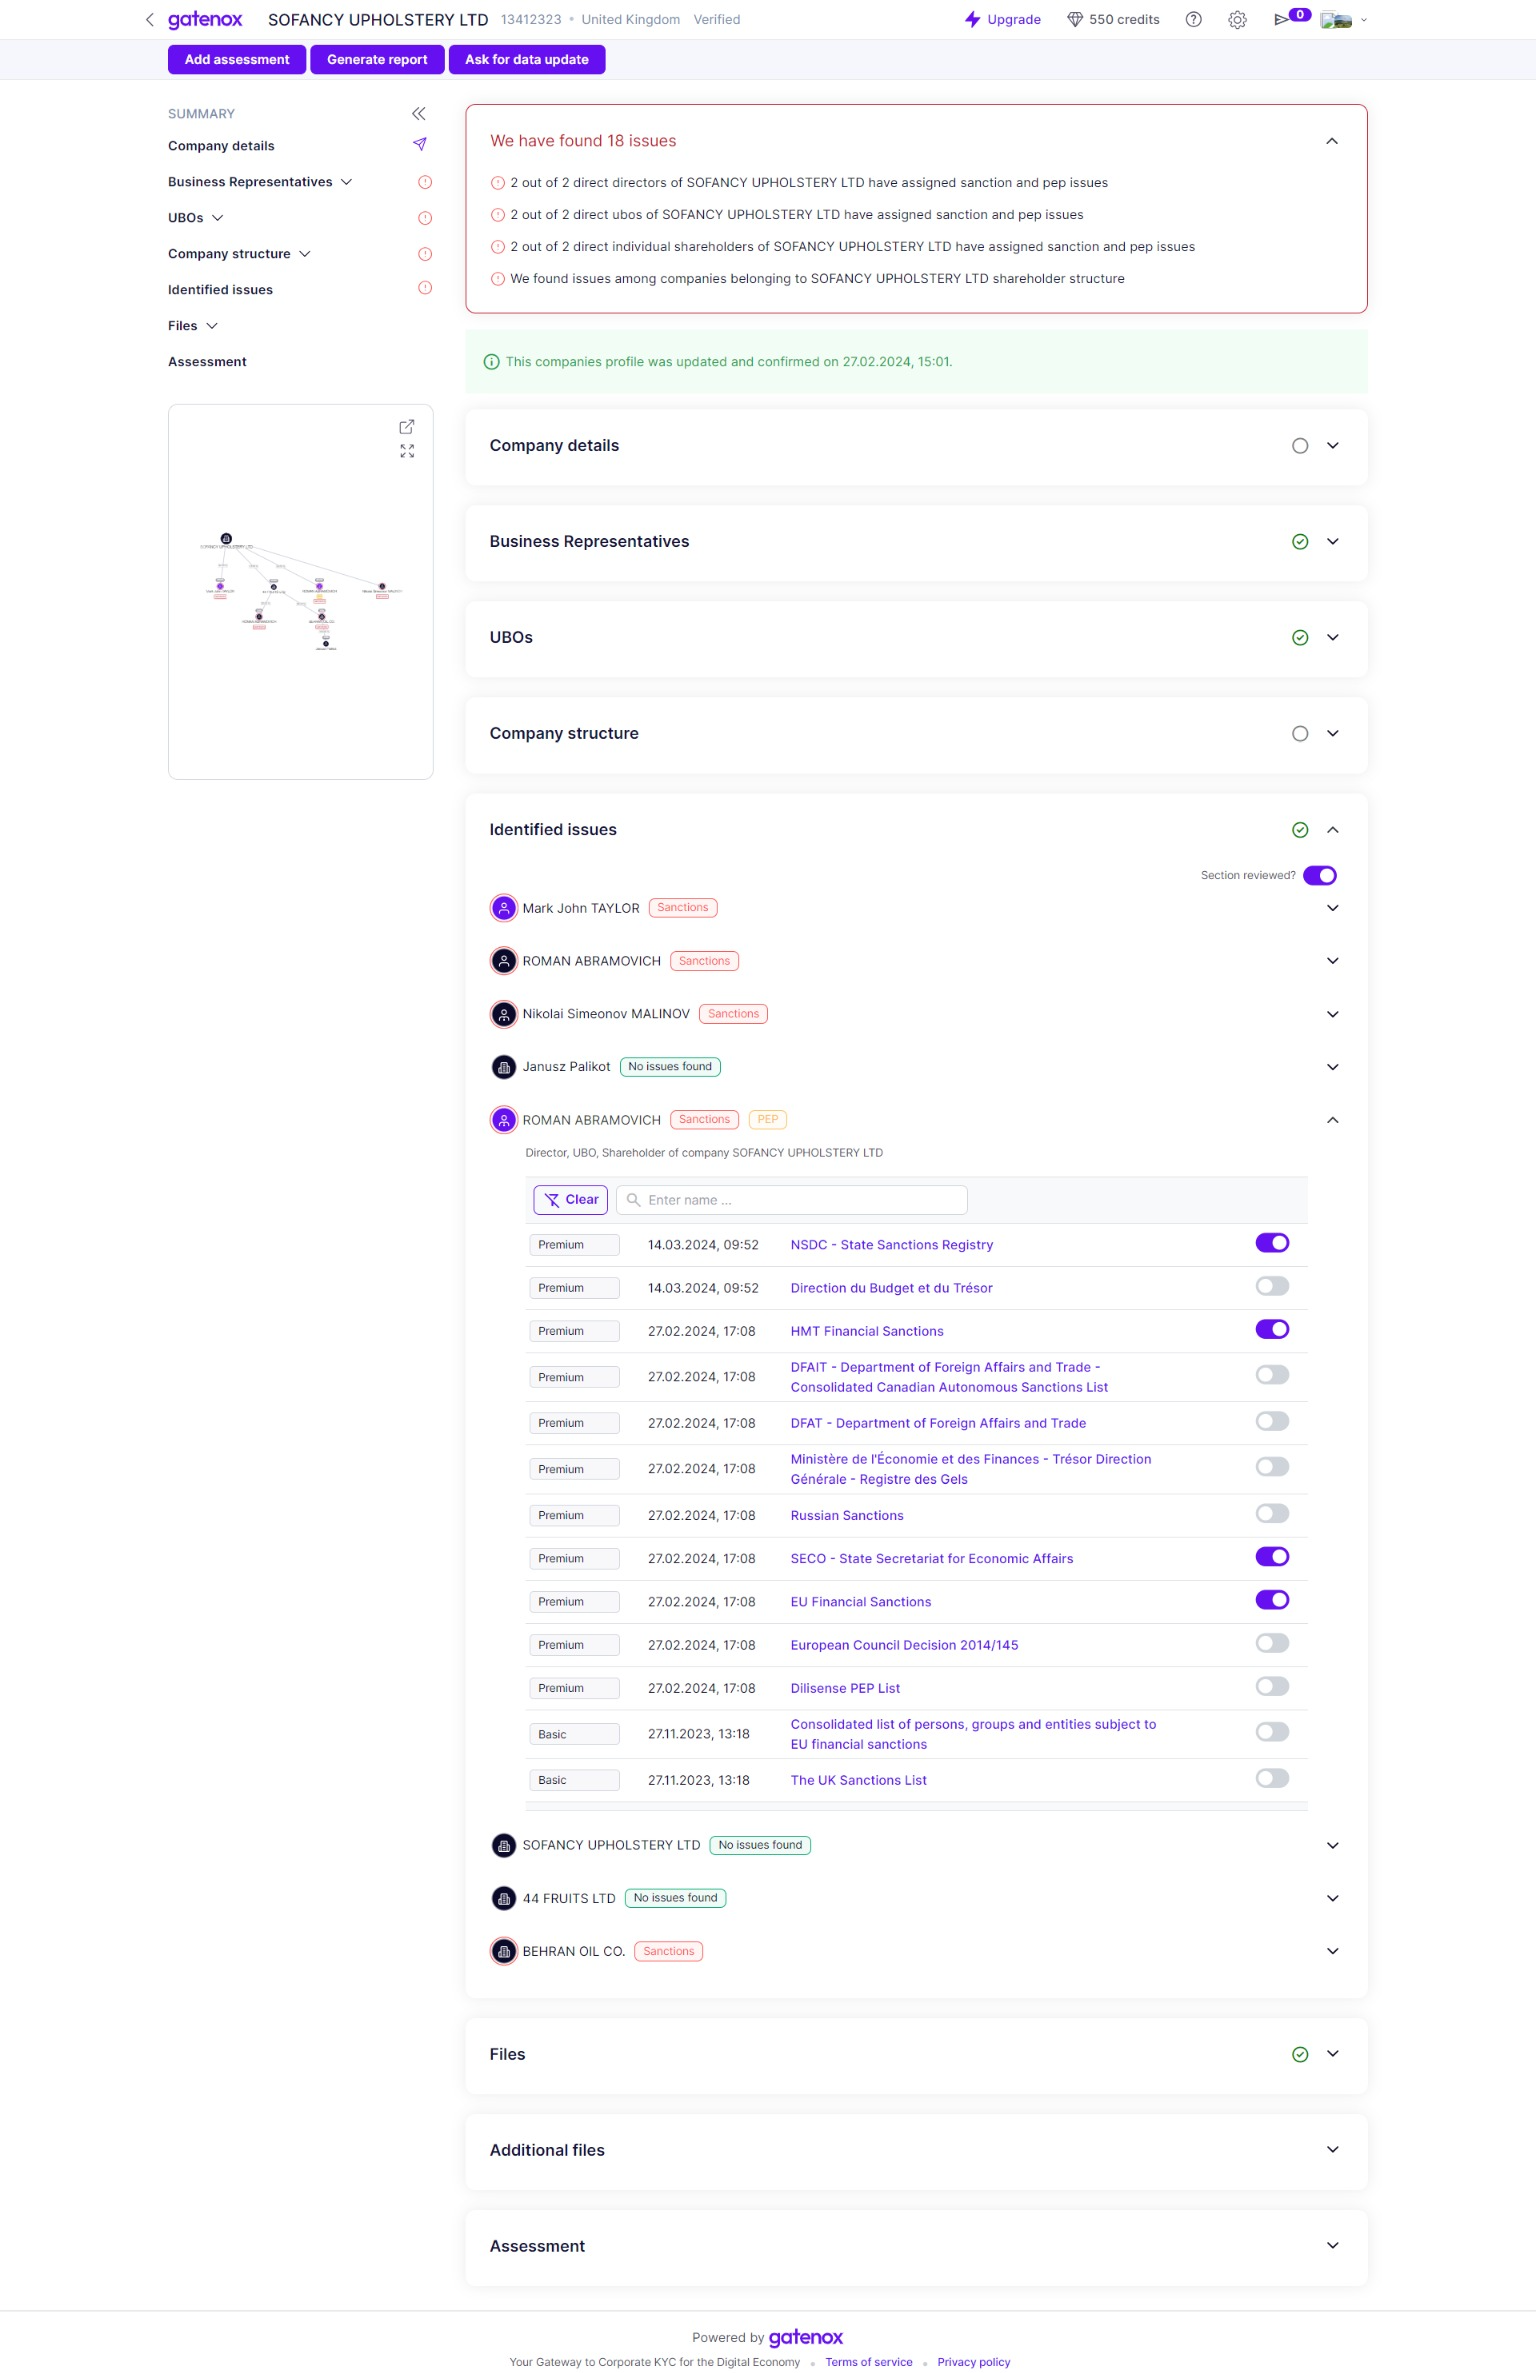 gatenox SOFANCY UPHOLSTERY LTD 13412323 • United Kingdom Verified Upgrade 550 credits 0
Add assessment Generate report Ask for data update
SUMMARY
Company details
Business Representatives
UBOs
Company structure
Identified issues
Files
Assessment
We have found 18 issues
2 out of 2 direct directors of SOFANCY UPHOLSTERY LTD have assigned sanction and pep issues
2 out of 2 direct ubos of SOFANCY UPHOLSTERY LTD have assigned sanction and pep issues
2 out of 2 direct individual shareholders of SOFANCY UPHOLSTERY LTD have assigned sanction and pep issues
We found issues among companies belonging to SOFANCY UPHOLSTERY LTD shareholder structure
This companies profile was updated and confirmed on 27.02.2024, 15:01.
SOFANCY UPHOLSTERY LTD
Company details
Business Representatives
UBOs
Company structure
Identified issues
Section reviewed?
Mark John TAYLOR Sanctions
ROMAN ABRAMOVICH Sanctions
Nikolai Simeonov MALINOV Sanctions
Janusz Palikot No issues found
ROMAN ABRAMOVICH Sanctions PEP
Director, UBO, Shareholder of company SOFANCY UPHOLSTERY LTD
Clear Enter name ...
Premium 14.03.2024, 09:52 NSDC - State Sanctions Registry
Premium 14.03.2024, 09:52 Direction du Budget et du Trésor
Premium 27.02.2024, 17:08 HMT Financial Sanctions
Premium 27.02.2024, 17:08 DFAIT - Department of Foreign Affairs and Trade -
Consolidated Canadian Autonomous Sanctions List
Premium 27.02.2024, 17:08 DFAT - Department of Foreign Affairs and Trade
Premium 27.02.2024, 17:08 Ministère de l'Économie et des Finances - Trésor Direction
Générale - Registre des Gels
Premium 27.02.2024, 17:08 Russian Sanctions
Premium 27.02.2024, 17:08 SECO - State Secretariat for Economic Affairs
Premium 27.02.2024, 17:08 EU Financial Sanctions
Premium 27.02.2024, 17:08 European Council Decision 2014/145
Premium 27.02.2024, 17:08 Dilisense PEP List
Basic 27.11.2023, 13:18 Consolidated list of persons, groups and entities subject to
EU financial sanctions
Basic 27.11.2023, 13:18 The UK Sanctions List
SOFANCY UPHOLSTERY LTD No issues found
44 FRUITS LTD No issues found
BEHRAN OIL CO. Sanctions
Files
Additional files
Assessment
Powered by gatenox
Your Gateway to Corporate KYC for the Digital Economy • Terms of service • Privacy policy